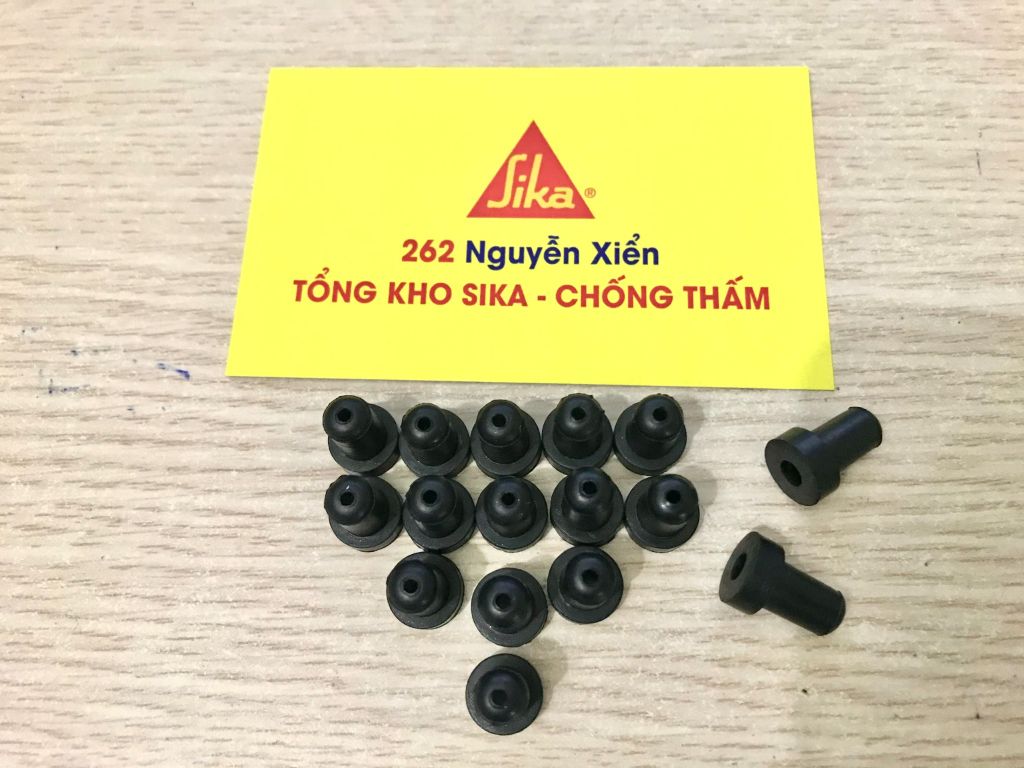 Sika®
262 Nguyễn Xiển
TỔNG KHO SIKA - CHỐNG THẤM